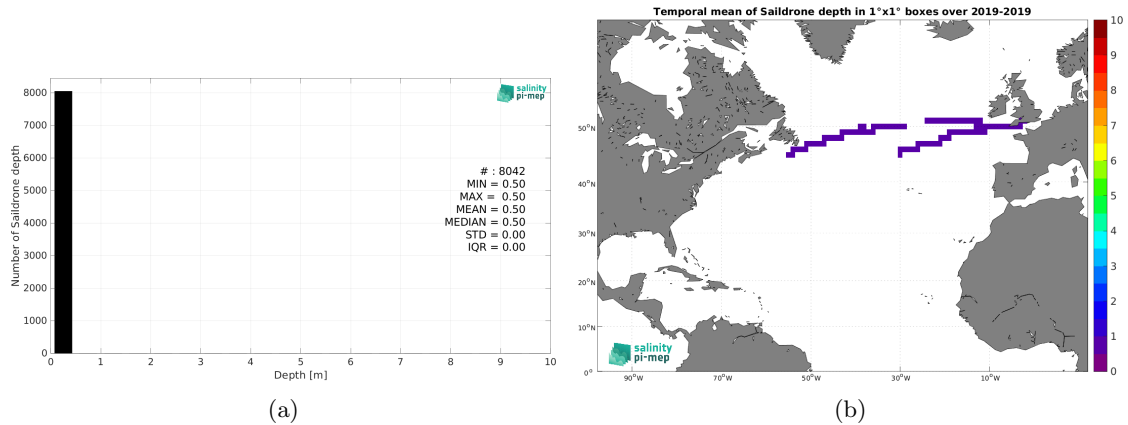 8000
7000
6000
5000
4000
3000
2000
1000
0
Number of Saildrone depth
salinity
pi-mep
# : 8042
MIN = 0.50
MAX = 0.50
MEAN = 0.50
MEDIAN = 0.50
STD = 0.00
IQR = 0.00
0 1 2 3 4 5 6 7 8 9 10
Depth [m]
(a)
Temporal mean of Saildrone depth in 1°x1° boxes over 2019-2019
50°N
40°N
30°N
20°N
10°N
0°
salinity
pi-mep
90°W 70°W 50°W 30°W 10°W
10
9
8
7
6
5
4
3
2
1
0
(b)